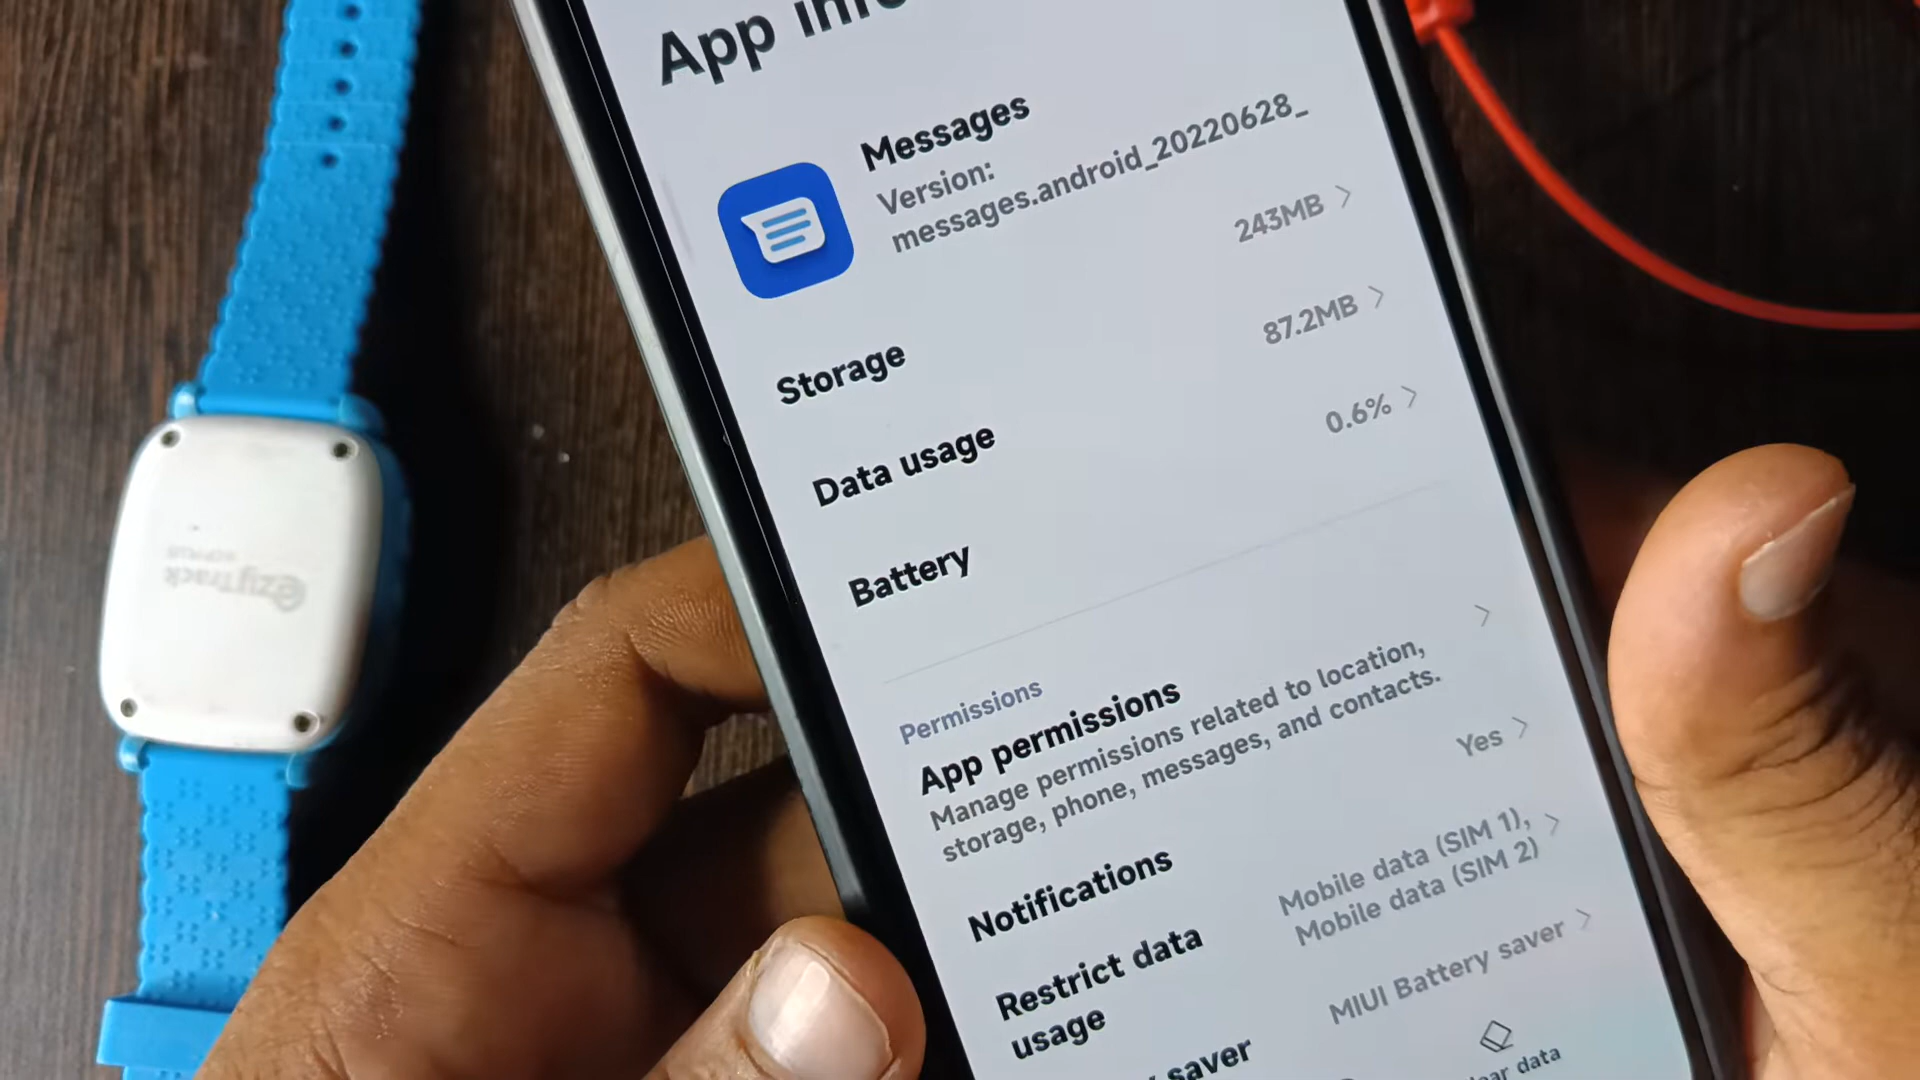 App info
Messages
Version:
messages.android_20220628_
Storage
243MB
Data usage
87.2MB
Battery
0.6%
Permissions
App permissions
Manage permissions related to location,
storage, phone, messages, and contacts.
Notifications
Yes
Restrict data
usage
Mobile data (SIM 1),
Mobile data (SIM 2)
saver
MIUI Battery saver
data
ezyTrack